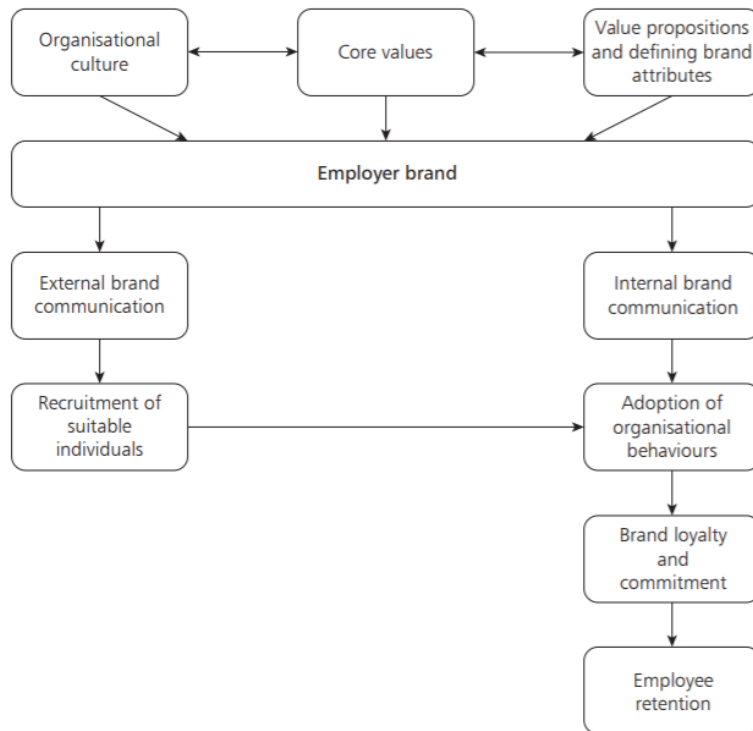 Organisational
culture
Core values
Value propositions
and defining brand
attributes
Employer brand
External brand
communication
Internal brand
communication
Recruitment of
suitable
individuals
Adoption of
organisational
behaviours
Brand loyalty
and
commitment
Employee
retention